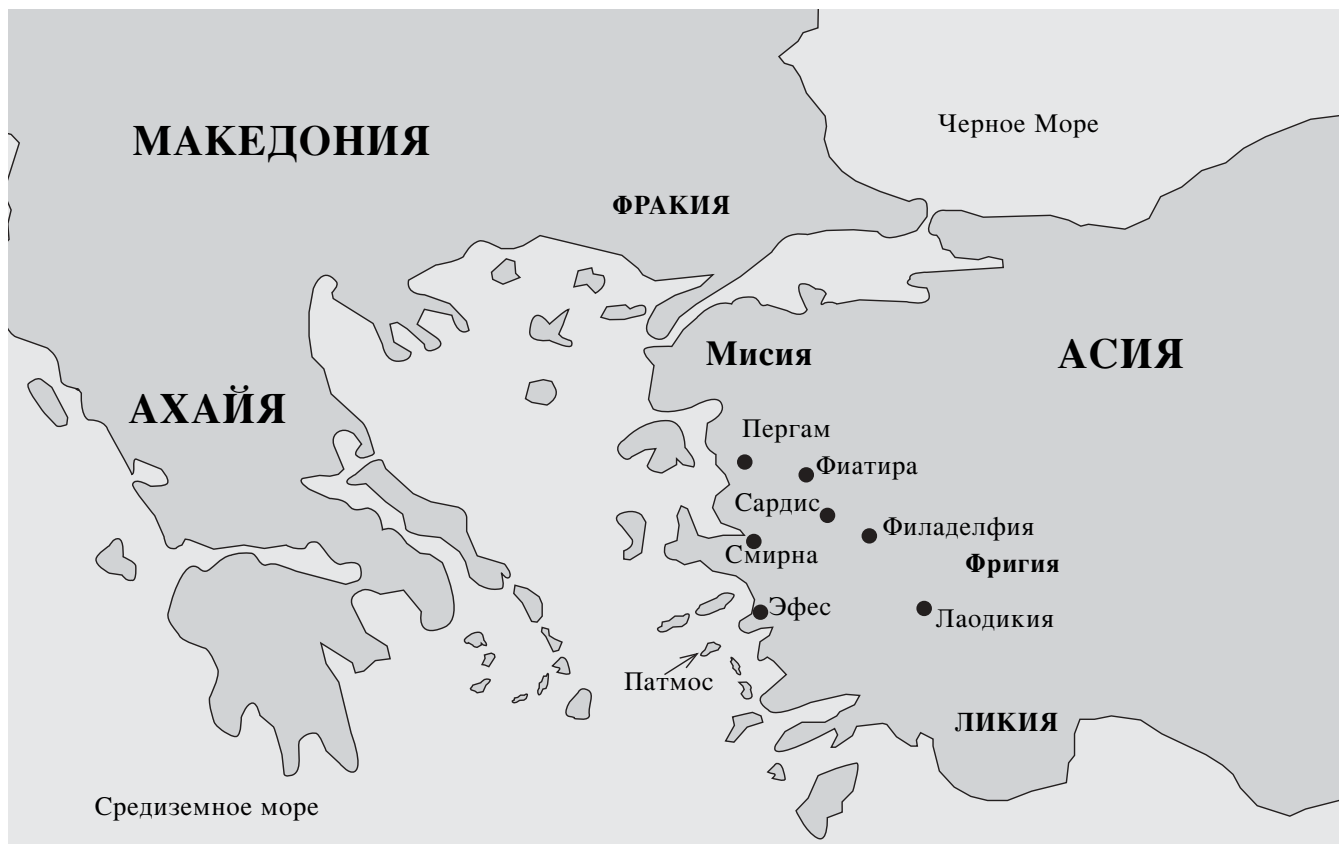 Черное Море
МАКЕДОНИЯ
ФРАКИЯ
Мисия
АСИЯ
АХАЙЯ
Пергам
Фиатира
Сардис
Филаделфия
Смирна
Фригия
Эфес
Лаодикия
Патмос
ЛИКИЯ
Средиземное море